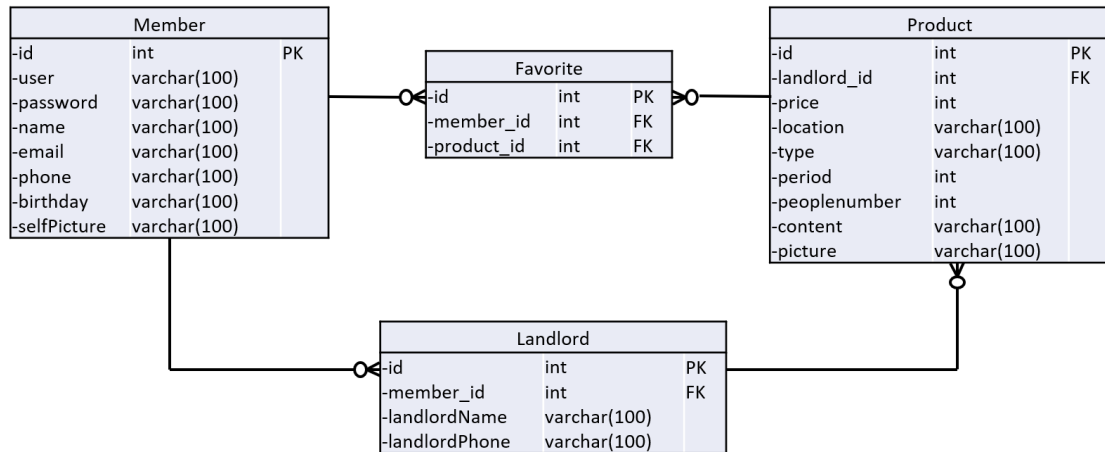 Member
-id int PK
-user varchar(100)
-password varchar(100)
-name varchar(100)
-email varchar(100)
-phone varchar(100)
-birthday varchar(100)
-selfPicture varchar(100)
Favorite
-id int PK
-member_id int FK
-product_id int FK
Product
-id int PK
-landlord_id int FK
-price int
-location varchar(100)
-type varchar(100)
-period int
-peoplenumber int
-content varchar(100)
-picture varchar(100)
Landlord
-id int PK
-member_id int FK
-landlordName varchar(100)
-landlordPhone varchar(100)